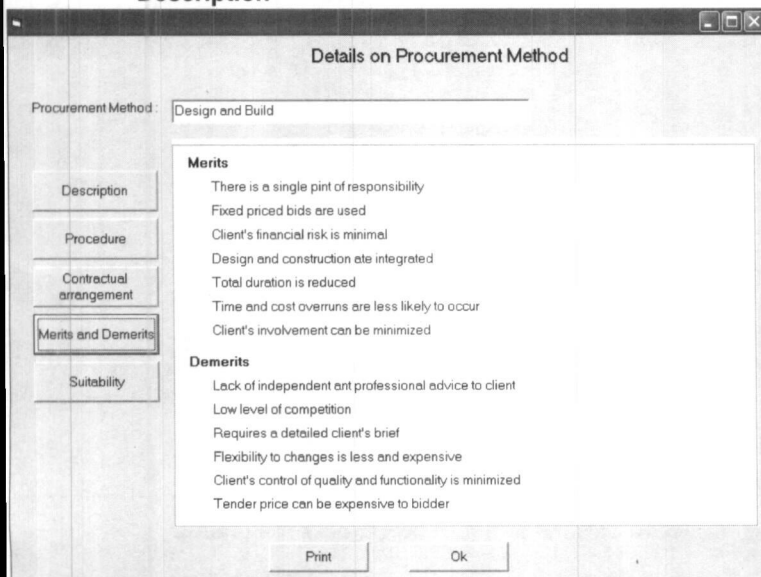 Description
Details on Procurement Method
Procurement Method :
Design and Build
Description
Procedure
Contractual
arrangement
Merits and Demerits
Suitability
Merits
There is a single pint of responsibility
Fixed priced bids are used
Client's financial risk is minimal
Design and construction ate integrated
Total duration is reduced
Time and cost overruns are less likely to occur
Client's involvement can be minimized
Demerits
Lack of independent ant professional advice to client
Low level of competition
Requires a detailed client's brief
Flexibility to changes is less and expensive
Client's control of quality and functionality is minimized
Tender price can be expensive to bidder
Print
Ok